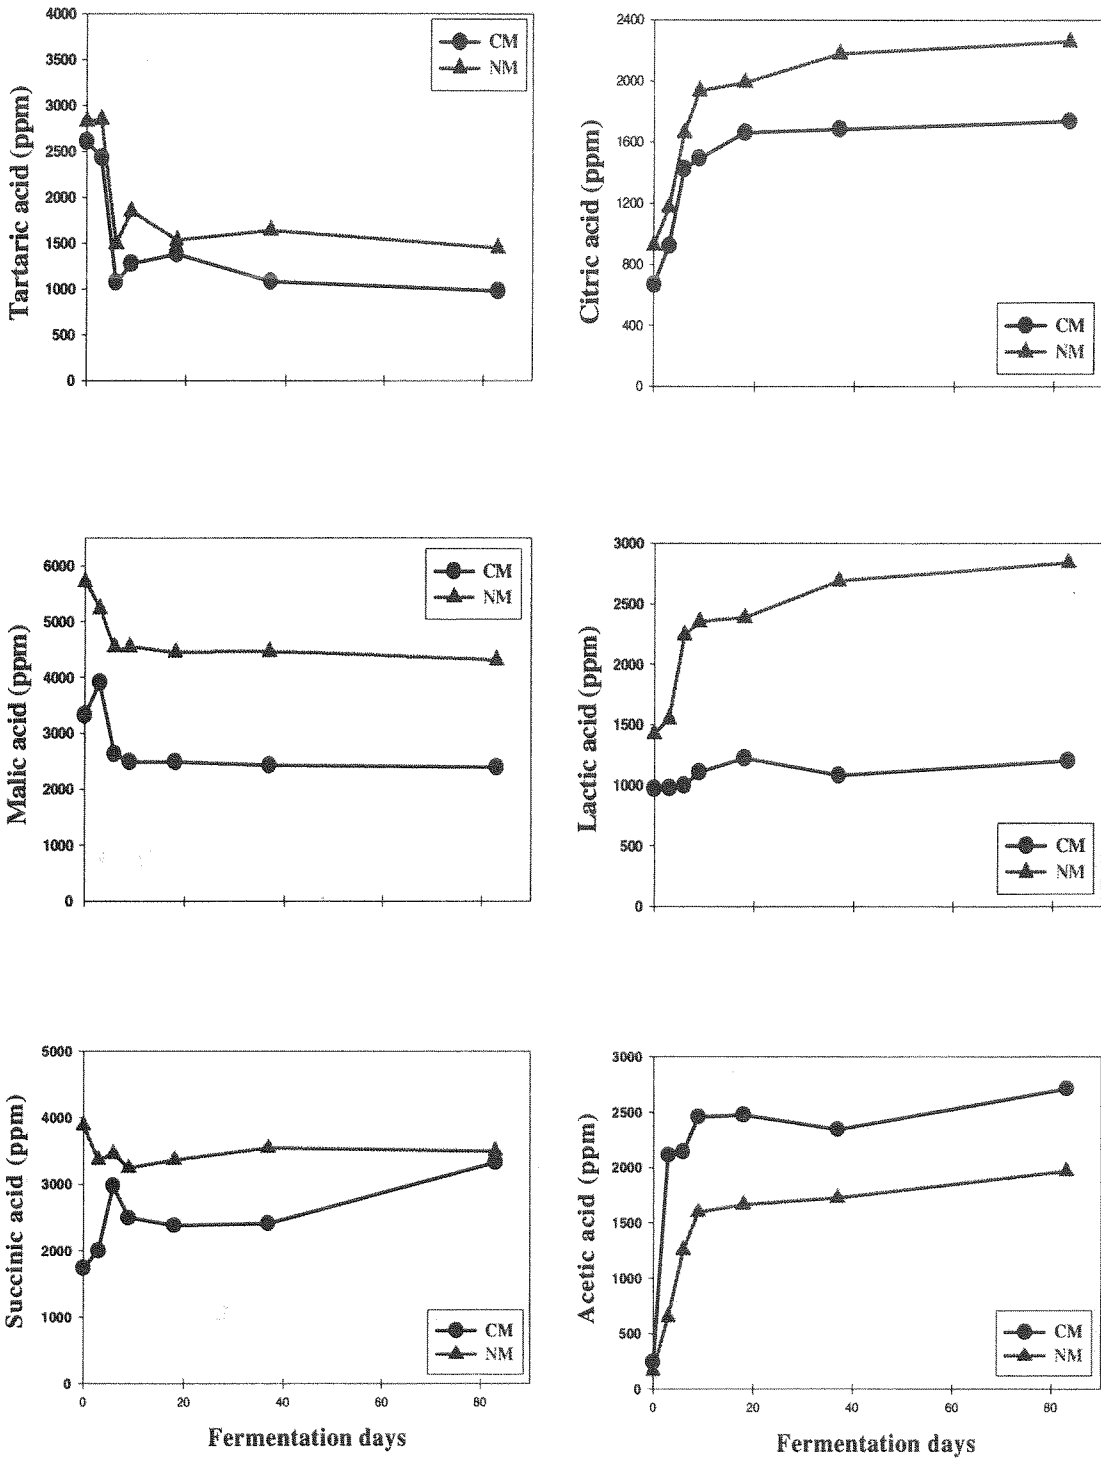 Tartaric acid (ppm)
4000
3500
3000
2500
2000
1500
1000
500
0
CM
NM
Citric acid (ppm)
2400
2000
1600
1200
800
400
0
CM
NM
Malic acid (ppm)
6000
5000
4000
3000
2000
1000
0
CM
NM
Lactic acid (ppm)
3000
2500
2000
1500
1000
500
0
CM
NM
Succinic acid (ppm)
5000
4000
3000
2000
1000
0
CM
NM
0 20 40 60 80
Fermentation days
Acetic acid (ppm)
3000
2500
2000
1500
1000
500
0
CM
NM
0 20 40 60 80
Fermentation days